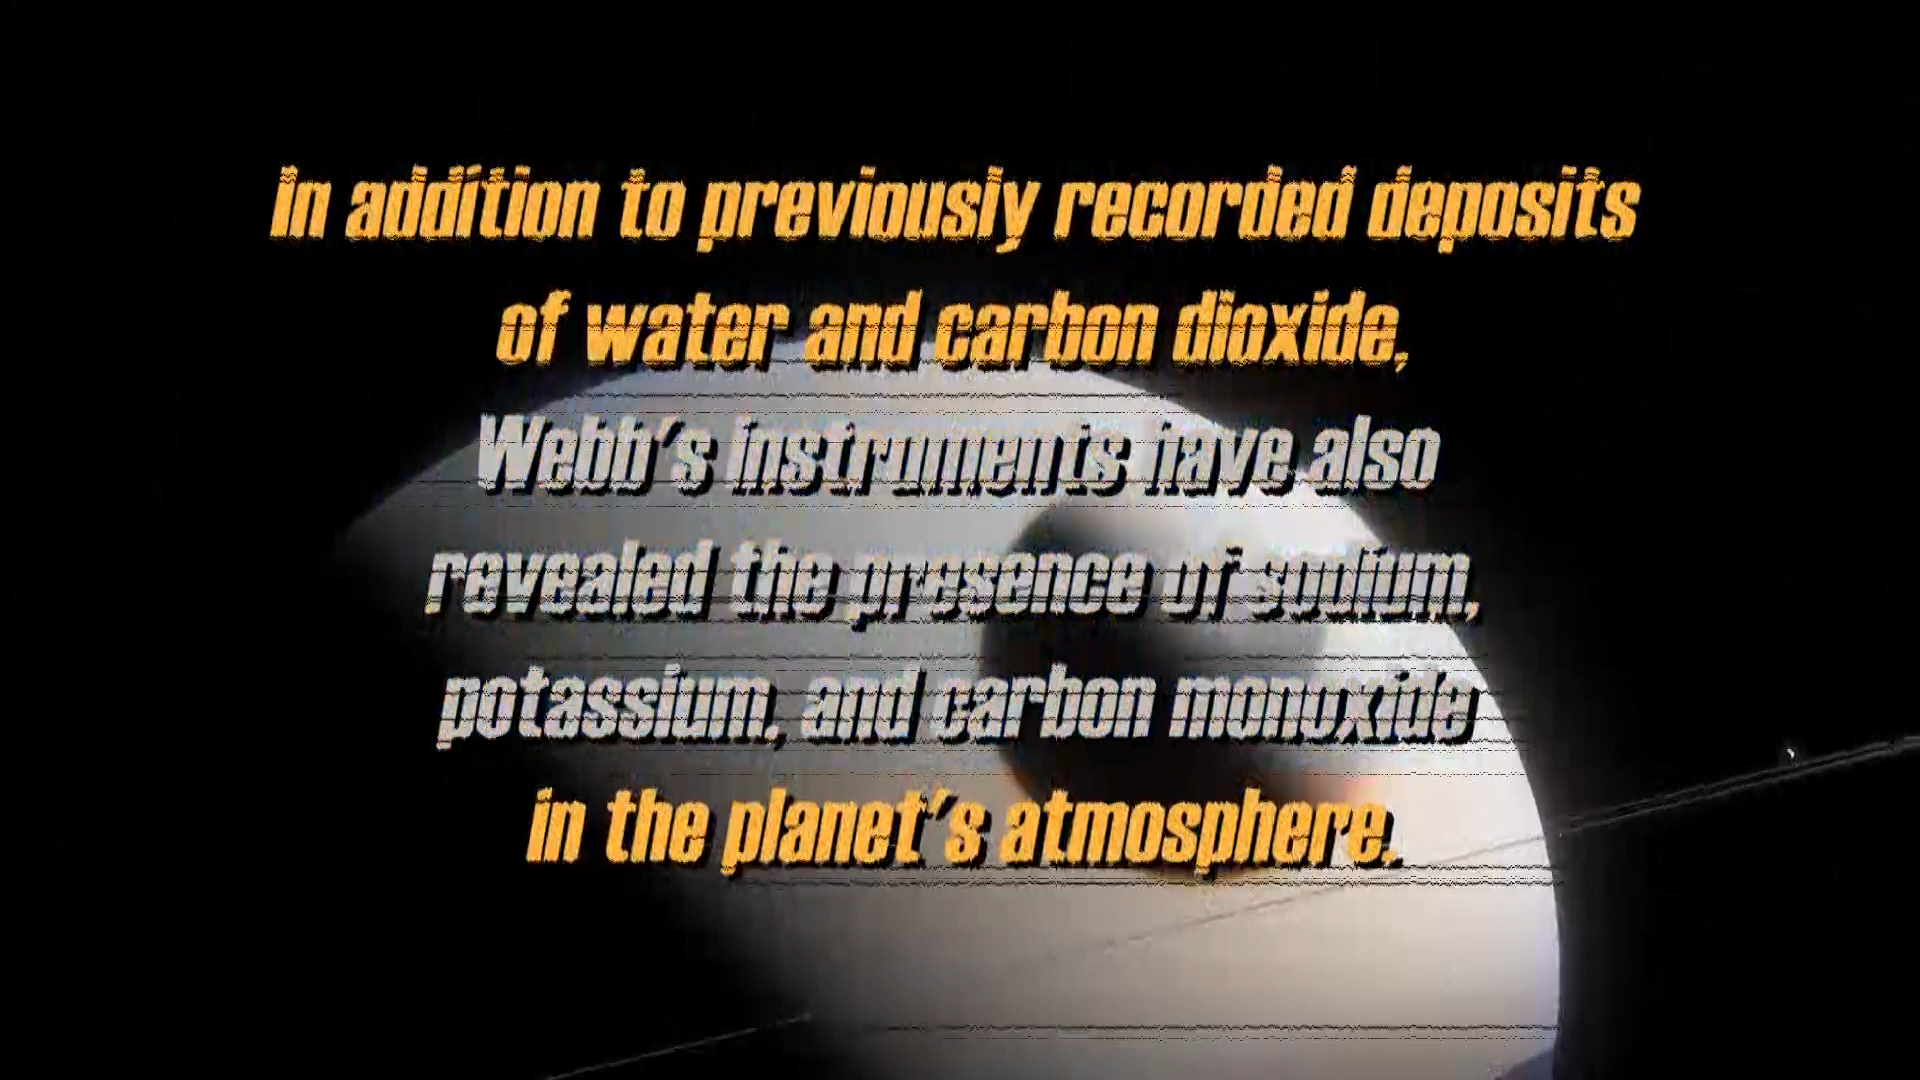 In addition to previously recorded deposits
of water and carbon dioxide,
Webb's instruments have also
revealed the presence of sodium,
potassium, and carbon monoxide
in the planet's atmosphere.